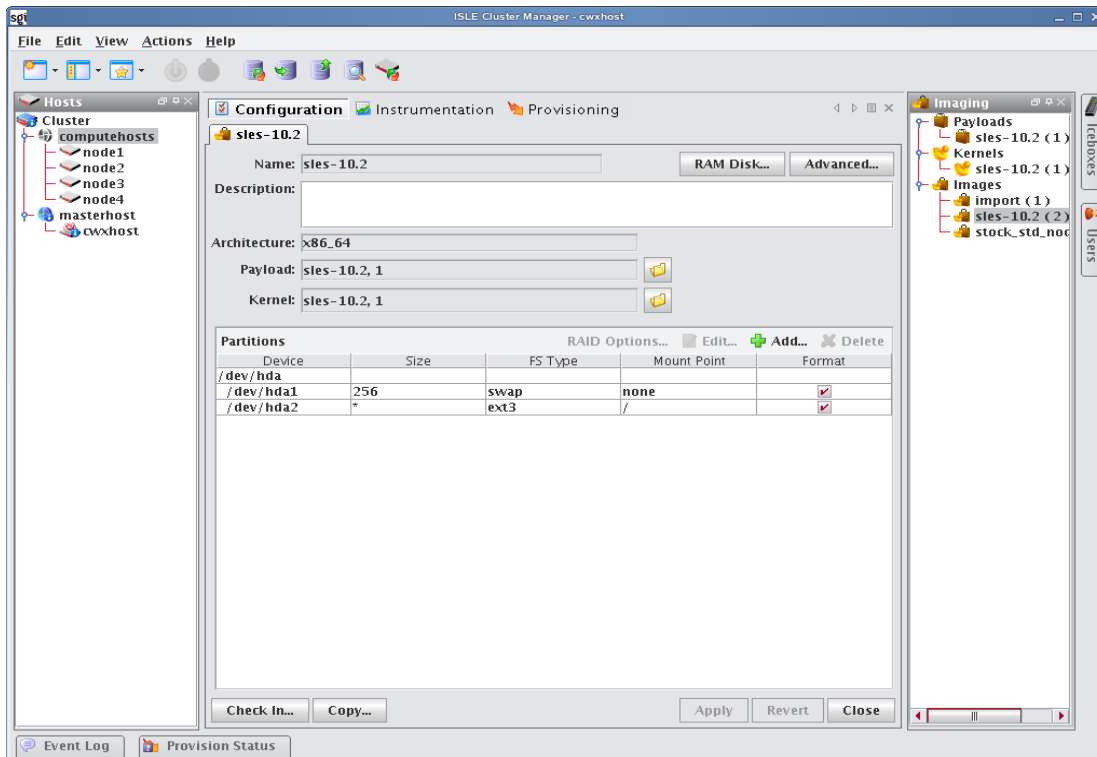 sgi ISLE Cluster Manager - cwxhost
File Edit View Actions Help
Hosts
Cluster
computehosts
node1
node2
node3
node4
masterhost
cwxhost
Configuration Instrumentation Provisioning
sles-10.2
Name: sles-10.2 RAM Disk... Advanced...
Description:
Architecture: x86_64
Payload: sles-10.2, 1
Kernel: sles-10.2, 1
Partitions RAID Options... Edit... Add... Delete
Device Size FS Type Mount Point Format
/dev/hda
/dev/hda1 256 swap none
/dev/hda2 * ext3 /
Check In... Copy... Apply Revert Close
Imaging
Payloads
sles-10.2 (1)
Kernels
sles-10.2 (1)
Images
import (1)
sles-10.2 (2)
stock_std_nod
Iceboxes
Users
Event Log Provision Status